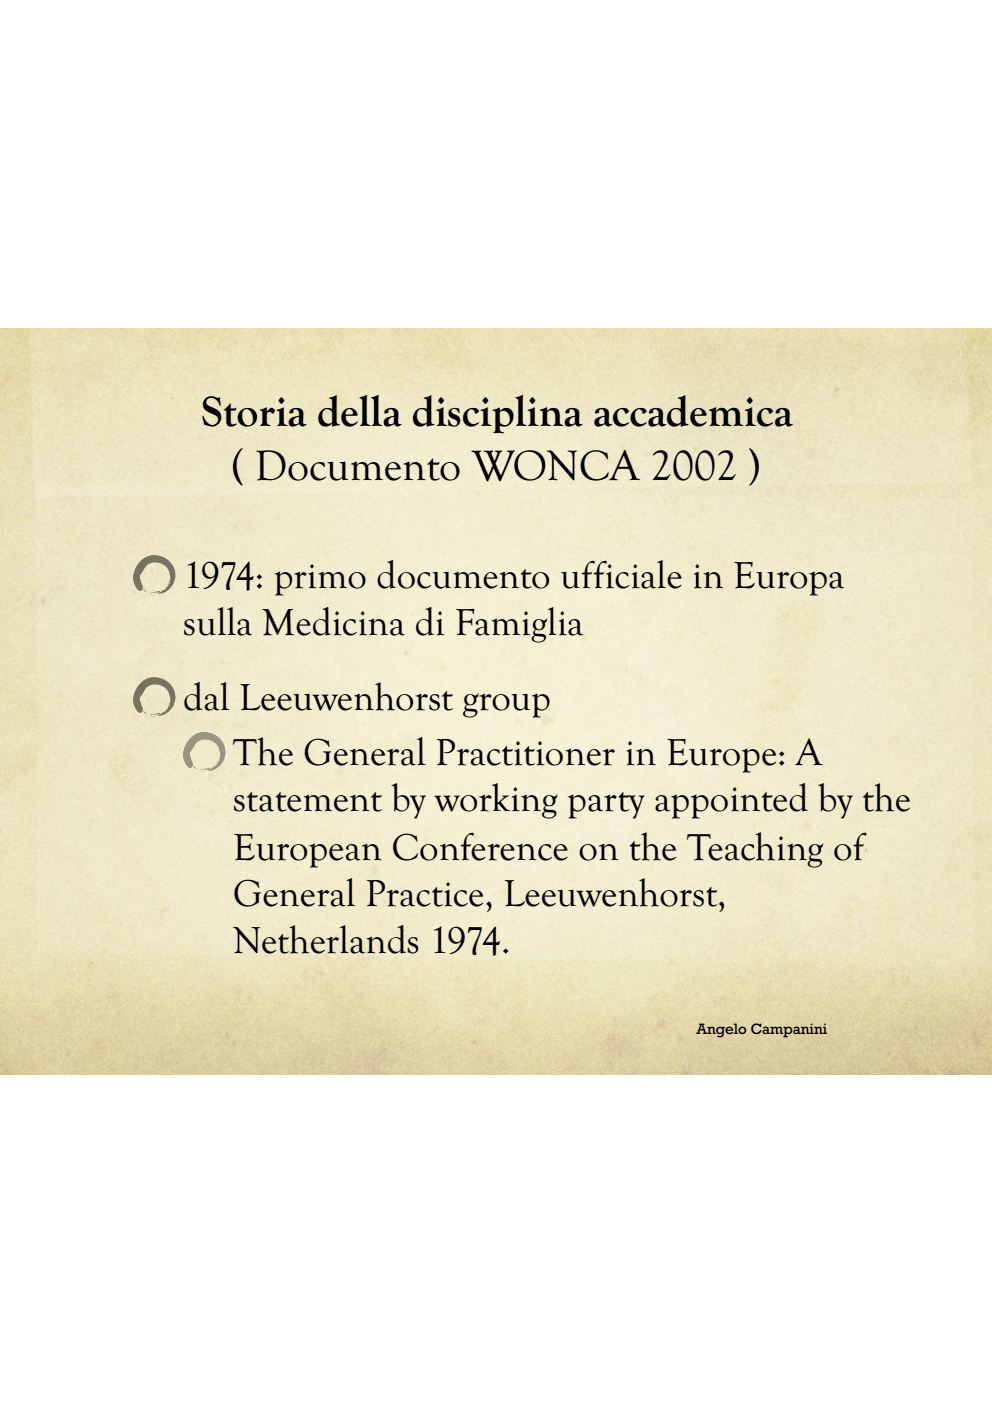 Storia della disciplina accademica
( Documento WONCA 2002 )
1974: primo documento ufficiale in Europa
sulla Medicina di Famiglia
dal Leeuwenhorst group
The General Practitioner in Europe: A
statement by working party appointed by the
European Conference on the Teaching of
General Practice, Leeuwenhorst,
Netherlands 1974.
Angelo Campanini